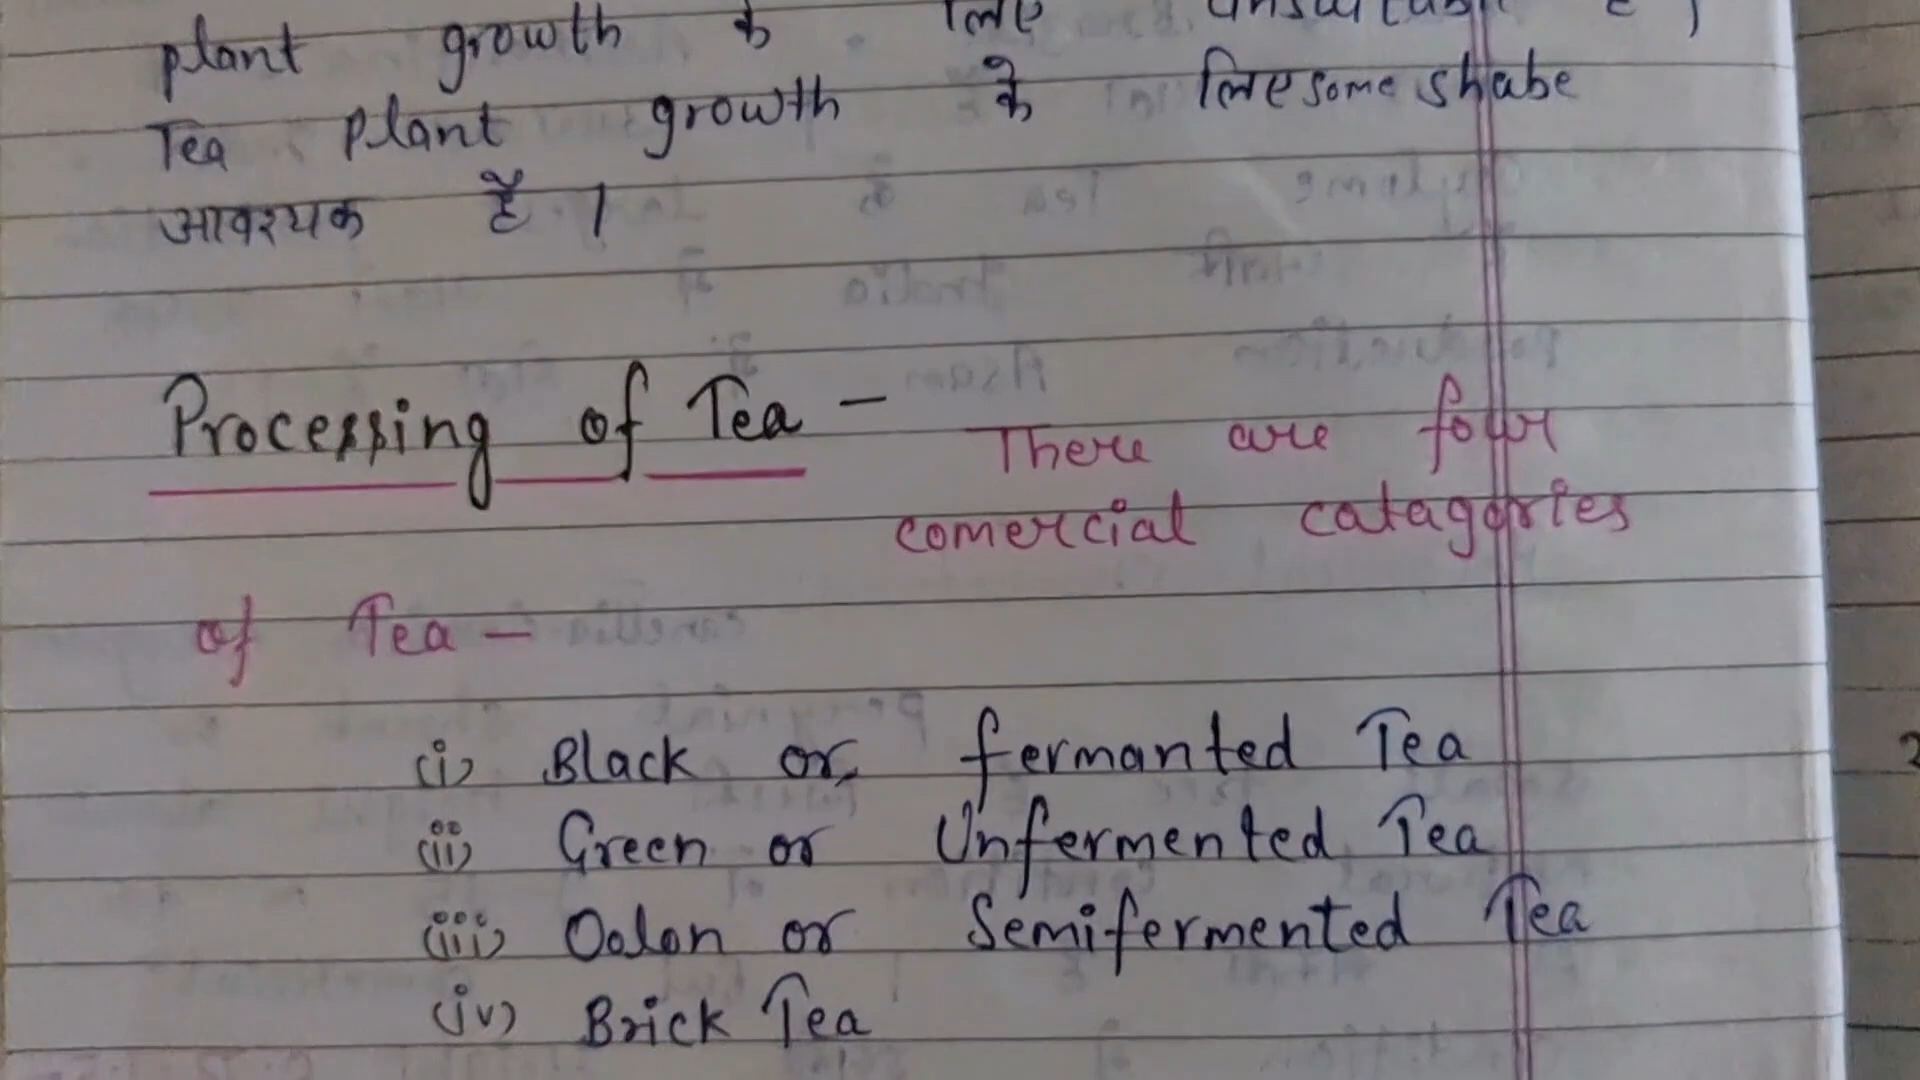 plant growth के लिए unsuitable है,
Tea plant growth के लिए some shabe
आवश्यक है ।
Processing of Tea - There are four
comercial catagories
of Tea -
(i) Black or fermanted Tea
(ii) Green or Unfermented Tea
(iii) Oolon or Semifermented Tea
(iv) Brick Tea